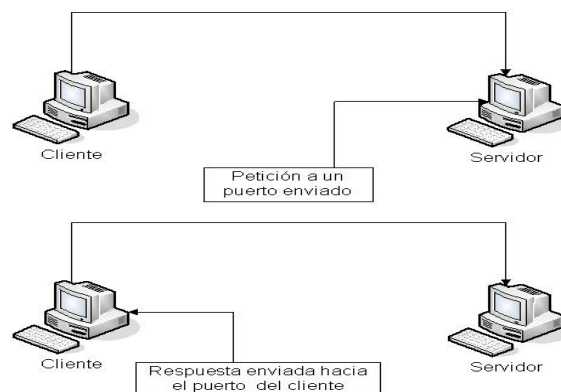 Cliente
Servidor
Petición a un
puerto enviado
Cliente
Servidor
Respuesta enviada hacia
el puerto del cliente